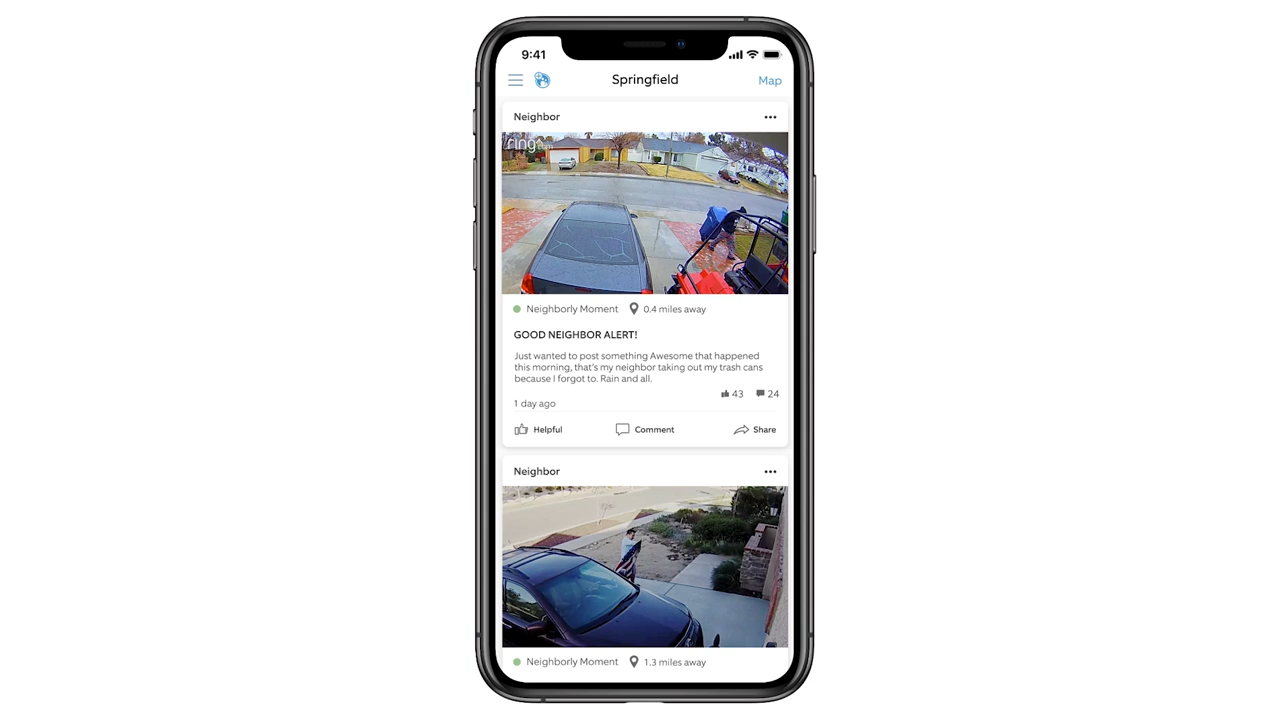 9:41
Springfield
Map
Neighbor
ring.com
Neighborly Moment
0.4 miles away
GOOD NEIGHBOR ALERT!
Just wanted to post something Awesome that happened
this morning, that's my neighbor taking out my trash cans
because I forgot to. Rain and all.
43
24
1 day ago
Helpful
Comment
Share
Neighbor
Neighborly Moment
1.3 miles away